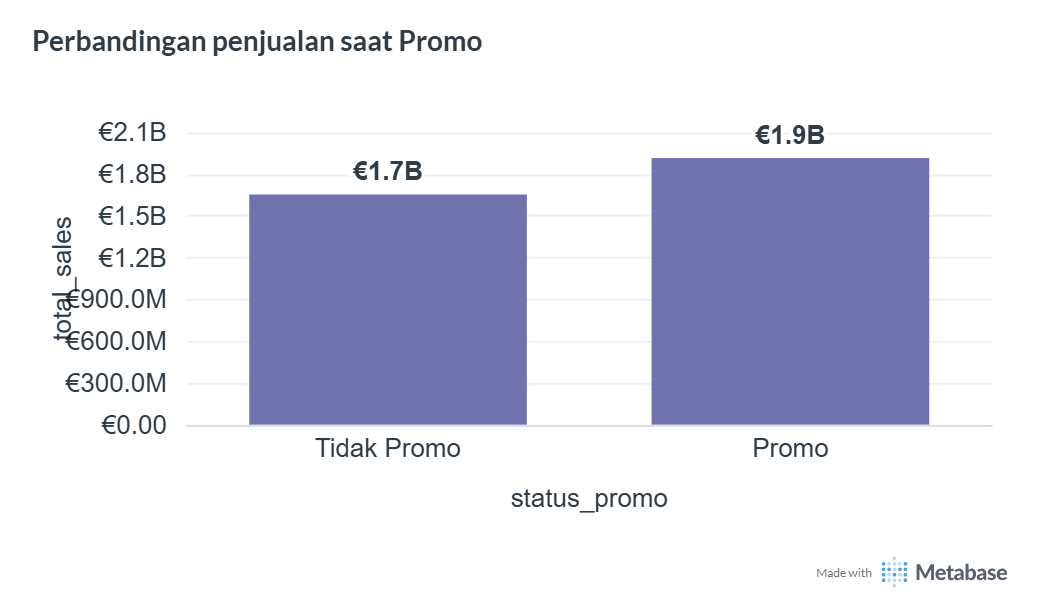 Perbandingan penjualan saat Promo
€2.1B
€1.8B
€1.5B
€1.2B
€900.0M
€600.0M
€300.0M
€0.00
total_sales
€1.7B
€1.9B
Tidak Promo
Promo
status_promo
Made with Metabase